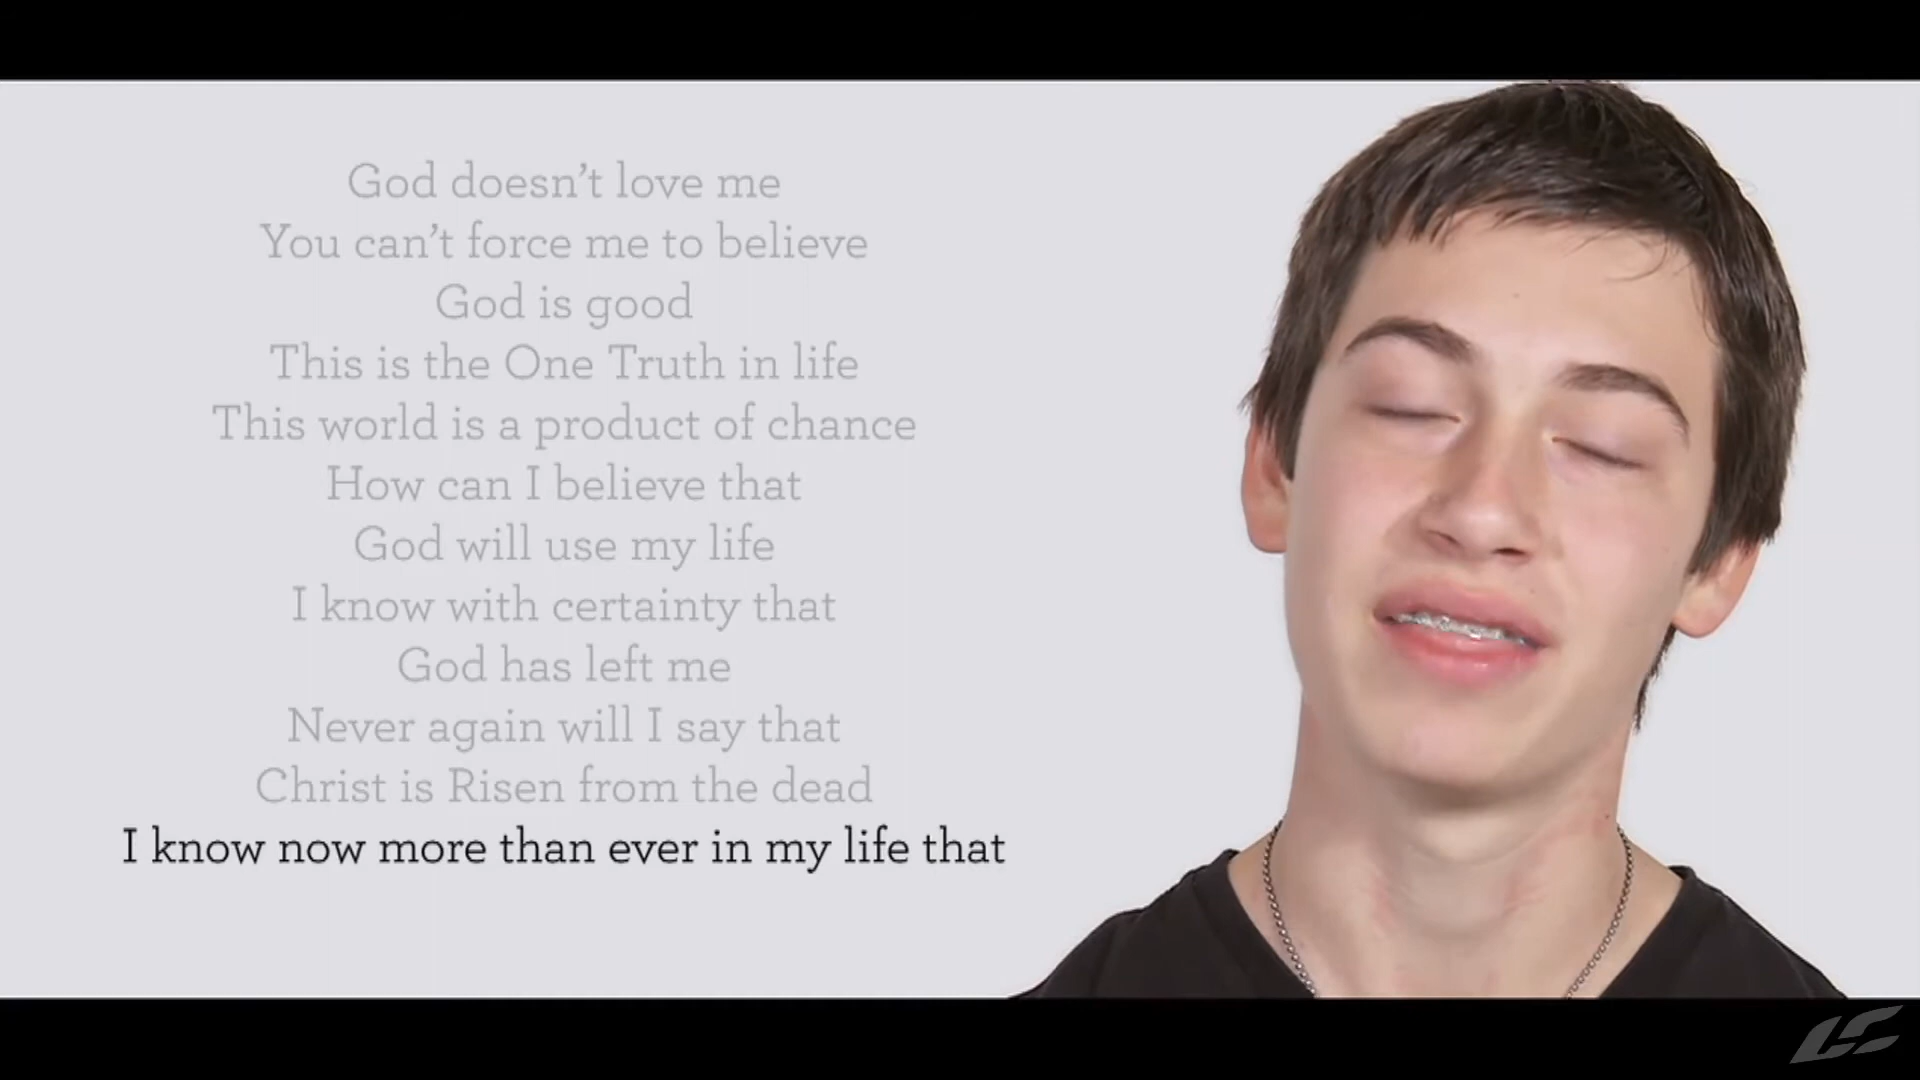 God doesn’t love me
You can’t force me to believe
God is good
This is the One Truth in life
This world is a product of chance
How can I believe that
God will use my life
I know with certainty that
God has left me
Never again will I say that
Christ is Risen from the dead
I know now more than ever in my life that